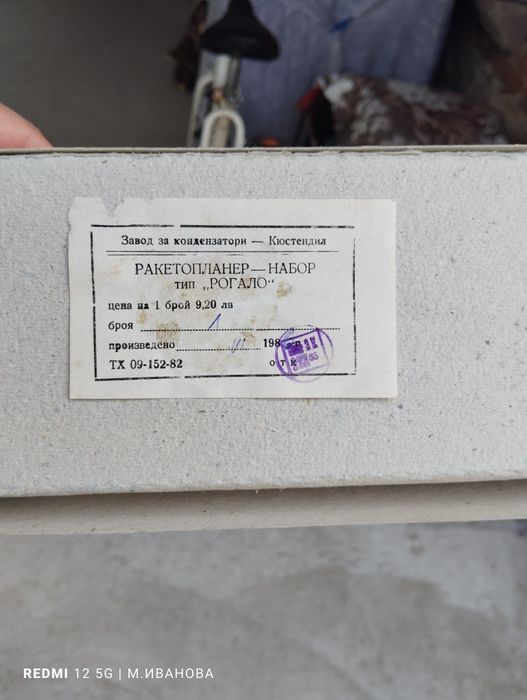 Завод за кондензатори — Кюстендил
РАКЕТОПЛАНЕР—НАБОР
тип „РОГАЛО“
цена на 1 брой 9,20 лв
броя 1
произведено VI 198
ТХ 09-152-82 о т к
REDMI 12 5G | М.ИВАНОВА